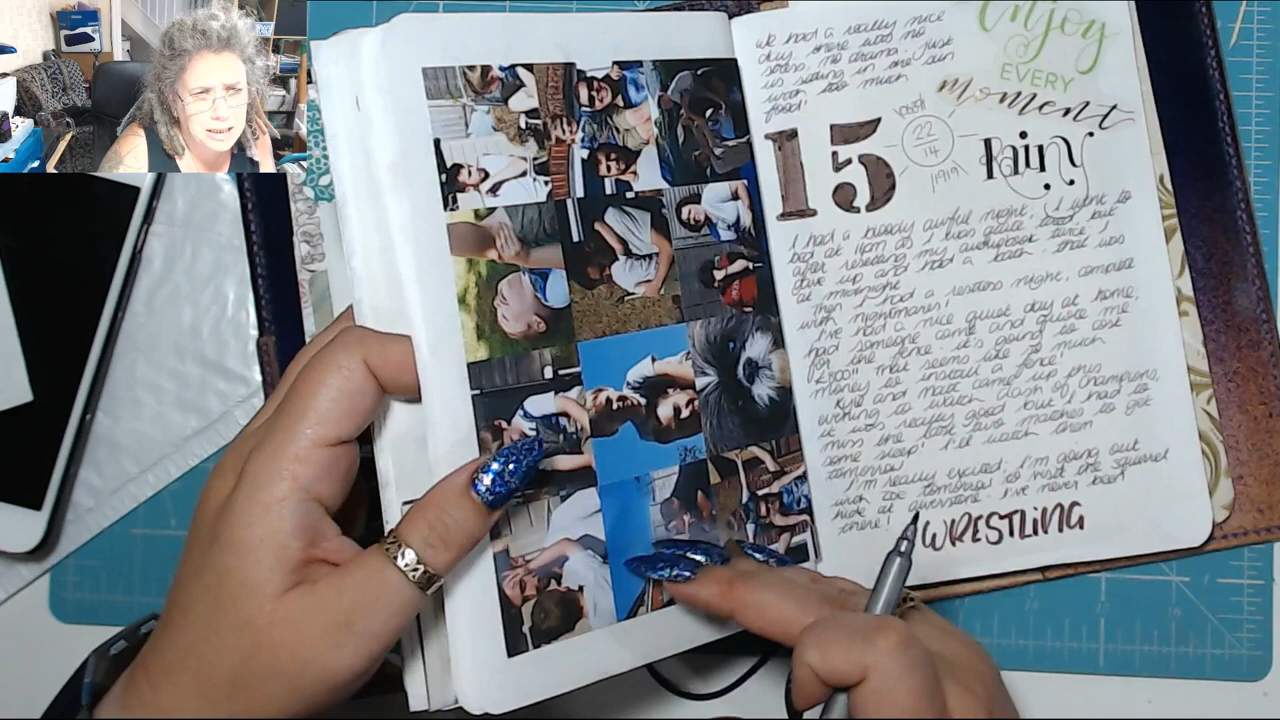 we had a really nice
day, there was no
stress, no drama. Just
us sitting in the sun
with too much
food!
Enjoy
EVERY
moment
15
22
14
1919
Rainy
I had a bloody awful night, I went to
bed at 11pm as I was quite tired, but
after resetting my audiobook twice I
gave up and had a bath - that was
at midnight
Then I had a restless night, complete
with nightmares!
I've had a nice quiet day at home,
had someone come and quote me
for the fence - it's going to cost
£800!! That seems like so much
money to install a fence!
Kyle and Matt came up this
evening to watch Clash of Champions,
it was really good but I had to
miss the last two matches to get
some sleep! I'll watch them
tomorrow
I'm really excited, I'm going out
with Zoe tomorrow to visit the squirrel
hide at . I've never been
there!
WRESTLING